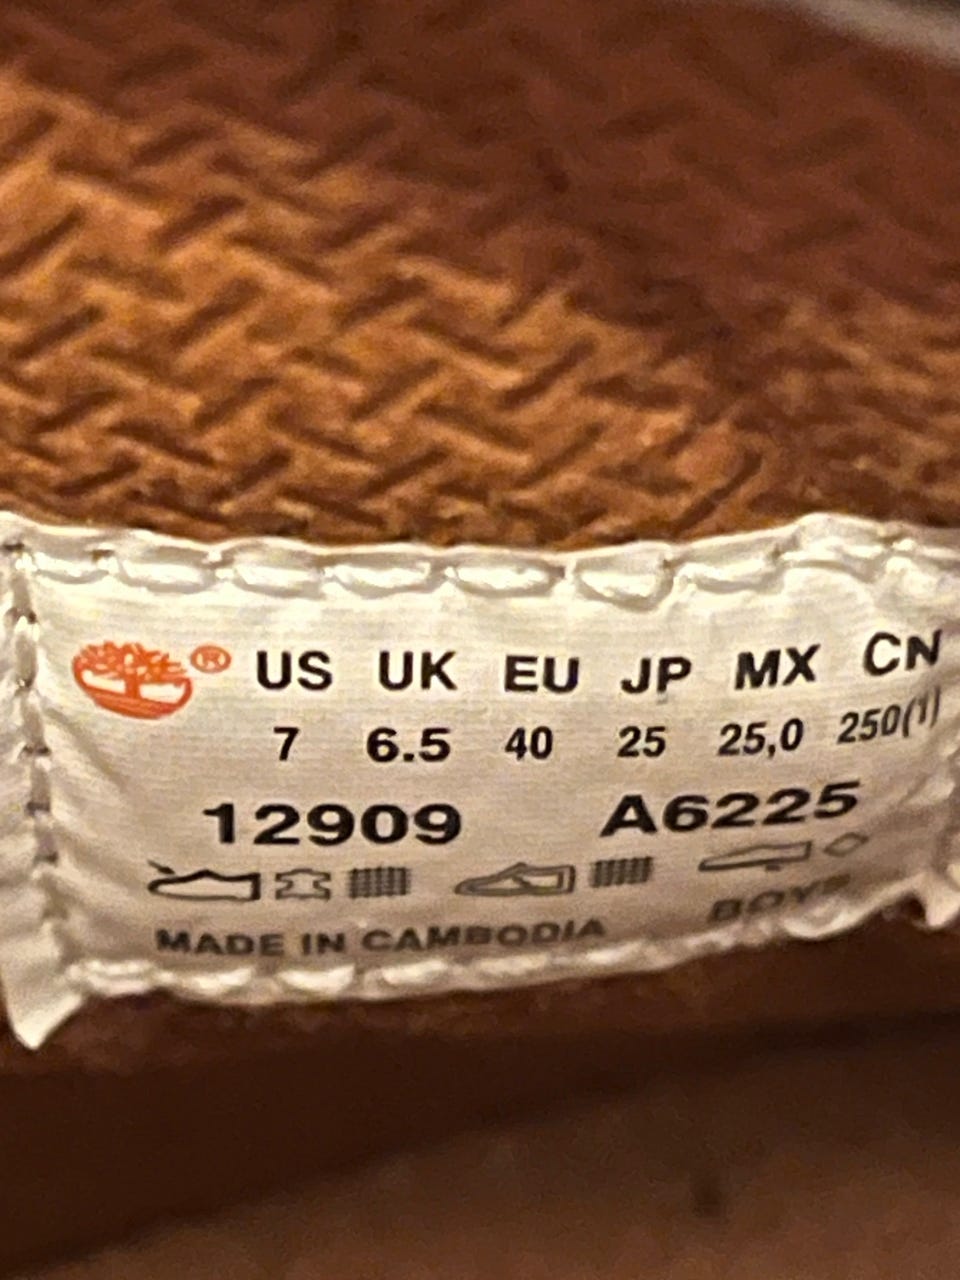 ® US UK EU JP MX CN
7 6.5 40 25 25,0 250(1)
12909 A6225
MADE IN CAMBODIA BOYS